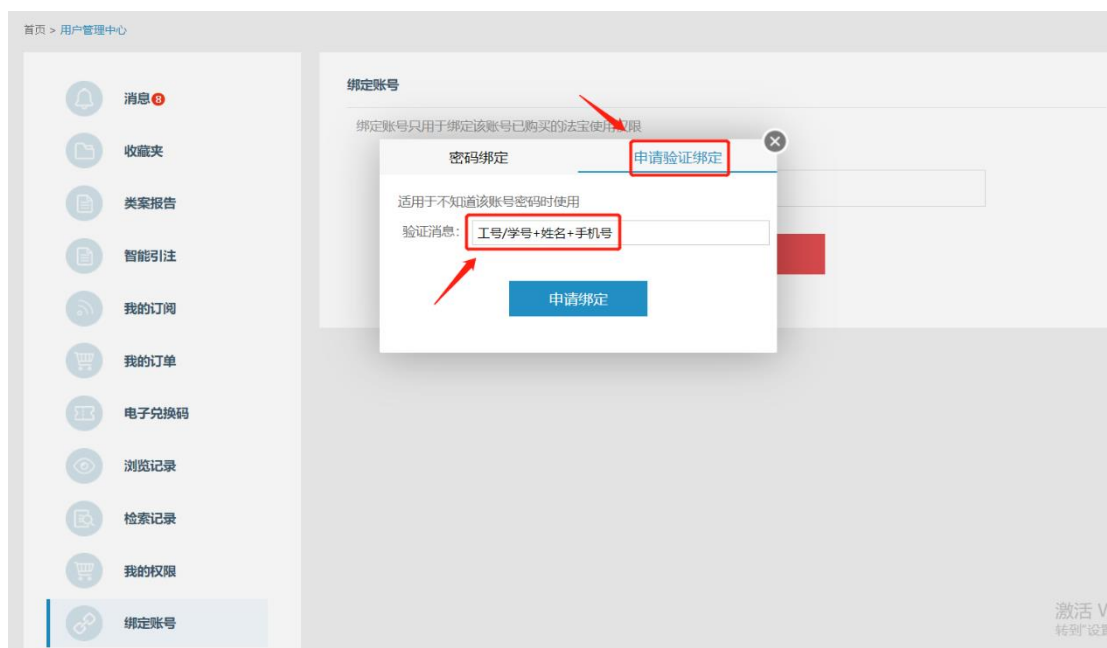 首页 > 用户管理中心
消息 8
收藏夹
类案报告
智能引注
我的订阅
我的订单
电子兑换码
浏览记录
检索记录
我的权限
绑定账号
绑定账号
绑定账号只用于绑定该账号已购买的法宝使用权限
密码绑定
申请验证绑定
适用于不知道该账号密码时使用
验证消息:
工号/学号+姓名+手机号
申请绑定
激活
转到"设置